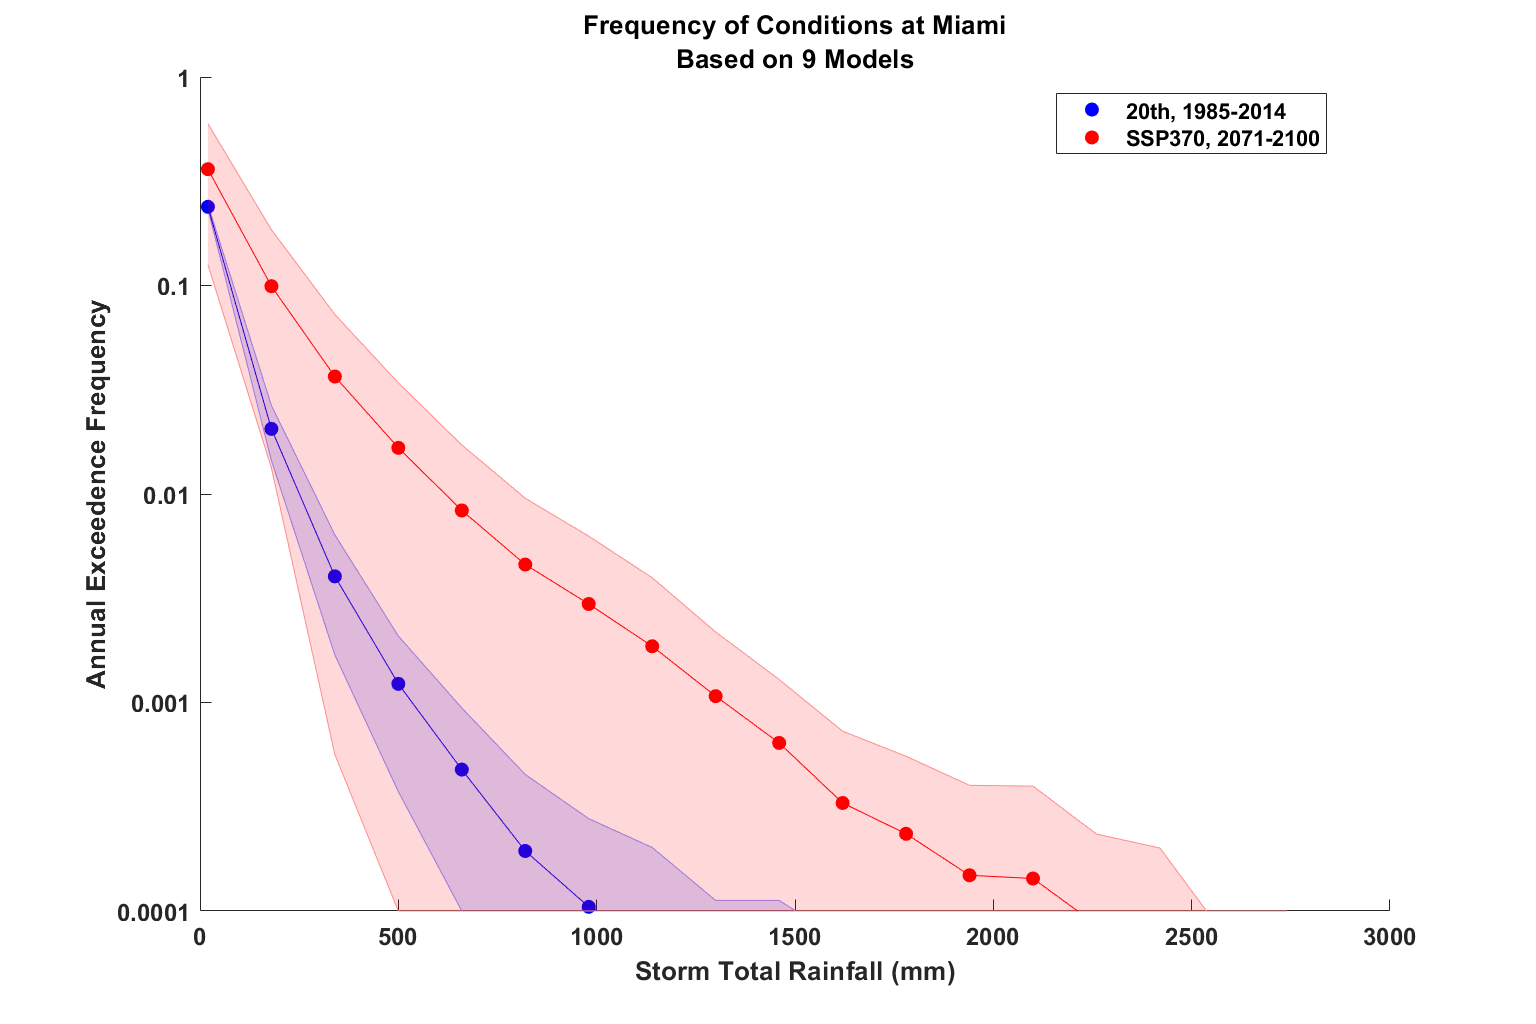 Frequency of Conditions at Miami
Based on 9 Models
20th, 1985-2014
SSP370, 2071-2100
Annual Exceedence Frequency
1
0.1
0.01
0.001
0.0001
0 500 1000 1500 2000 2500 3000
Storm Total Rainfall (mm)